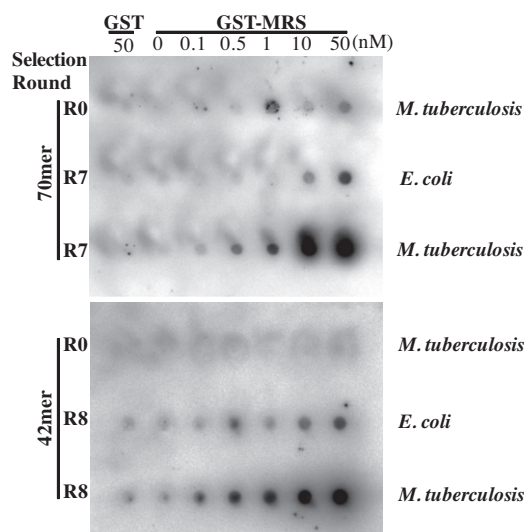 GST GST-MRS
50 0 0.1 0.5 1 10 50 (nM)
Selection
Round
70mer
R0 M. tuberculosis
R7 E. coli
R7 M. tuberculosis
42mer
R0 M. tuberculosis
R8 E. coli
R8 M. tuberculosis